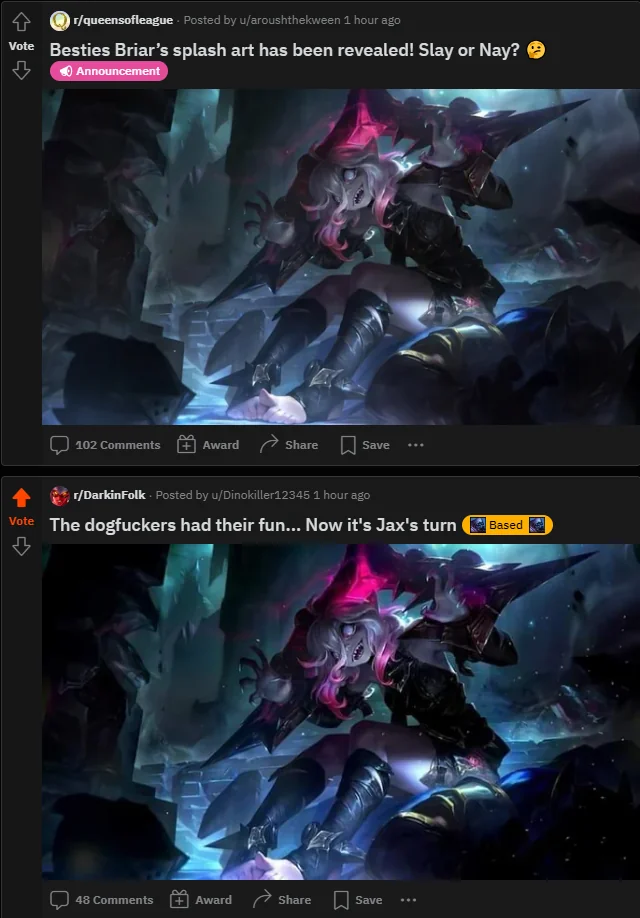 r/queensofleague · Posted by u/aroushthekween 1 hour ago
Vote
Besties Briar’s splash art has been revealed! Slay or Nay? 🤔
Announcement
102 Comments Award Share Save ...
r/DarkinFolk · Posted by u/Dinokiller12345 1 hour ago
Vote
The dogfuckers had their fun... Now it's Jax's turn Based
48 Comments Award Share Save ...